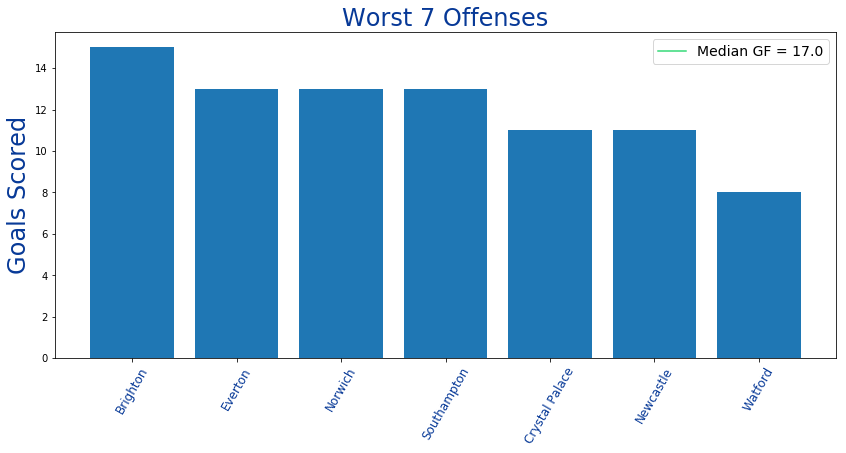 Worst 7 Offenses
Median GF = 17.0
Goals Scored
14
12
10
8
6
4
2
0
Brighton
Everton
Norwich
Southampton
Crystal Palace
Newcastle
Watford